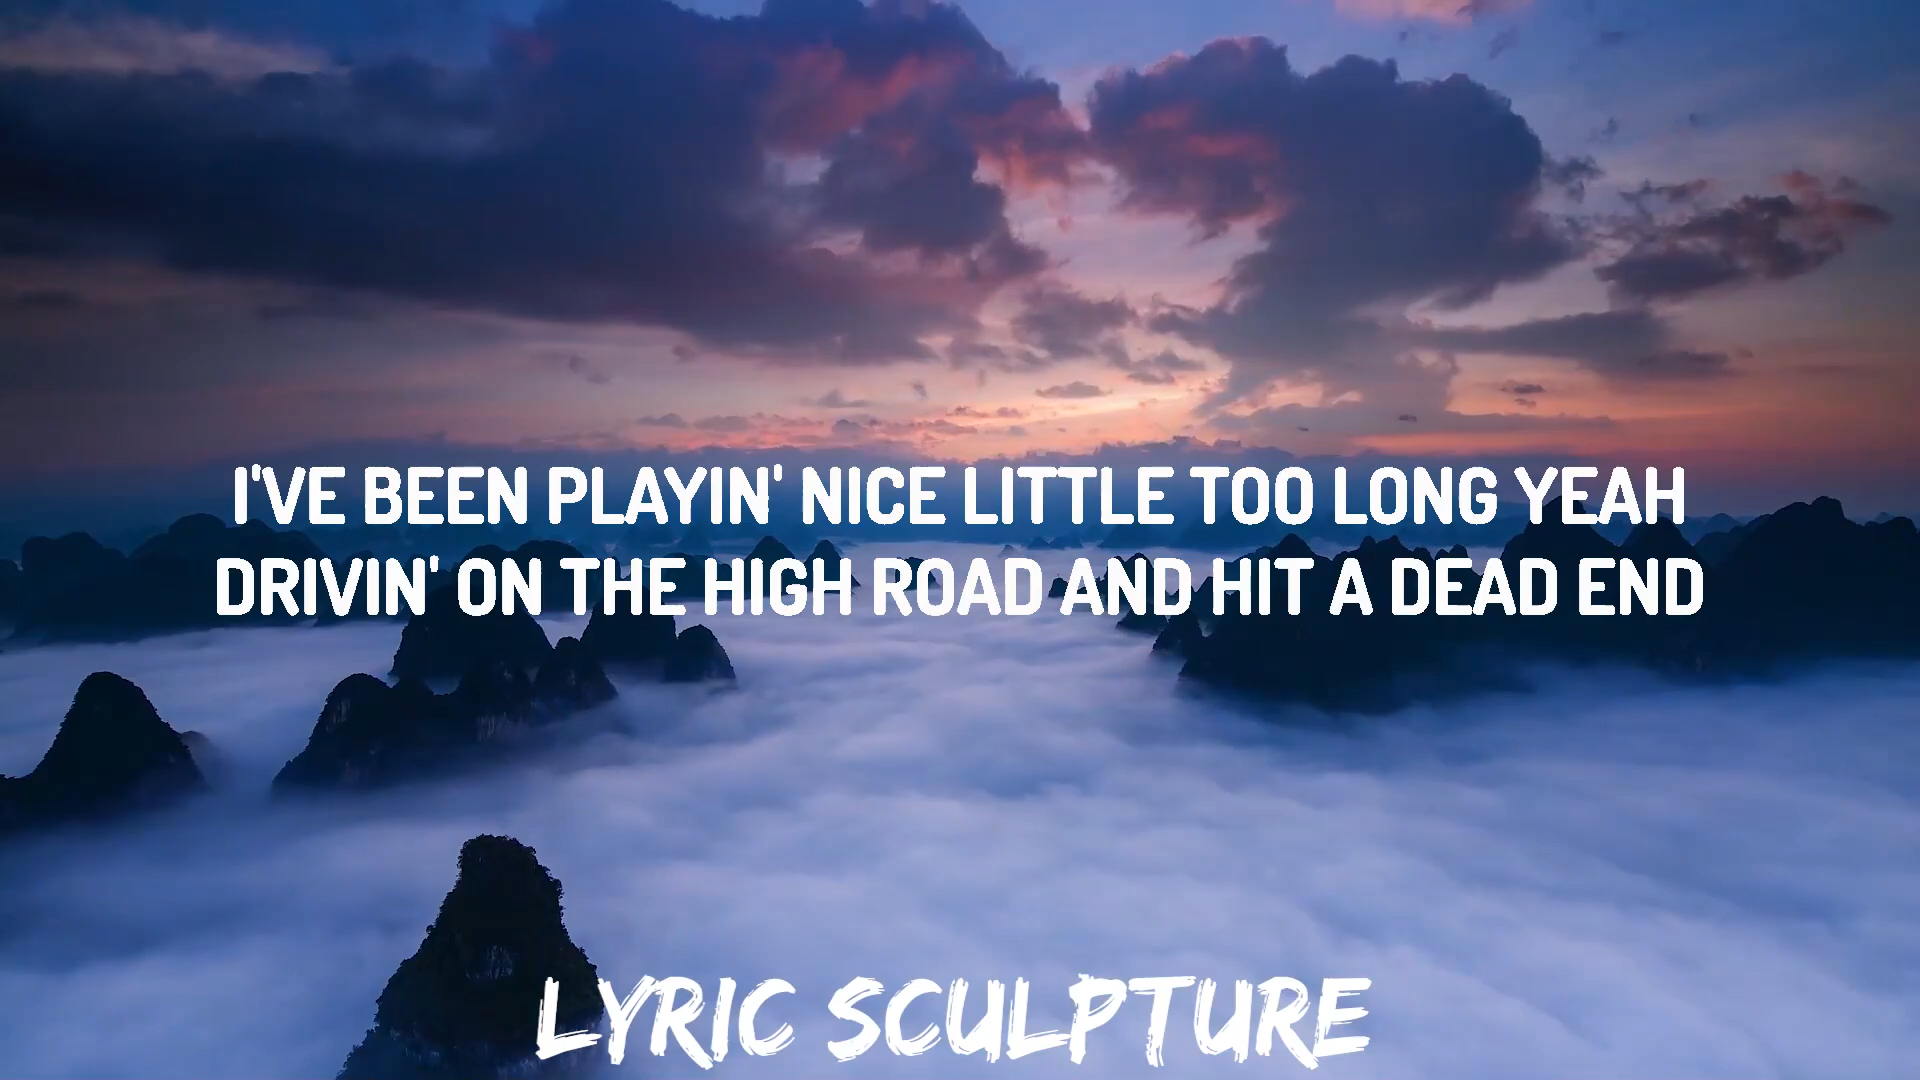 I'VE BEEN PLAYIN' NICE LITTLE TOO LONG YEAH
DRIVIN' ON THE HIGH ROAD AND HIT A DEAD END
LYRIC SCULPTURE